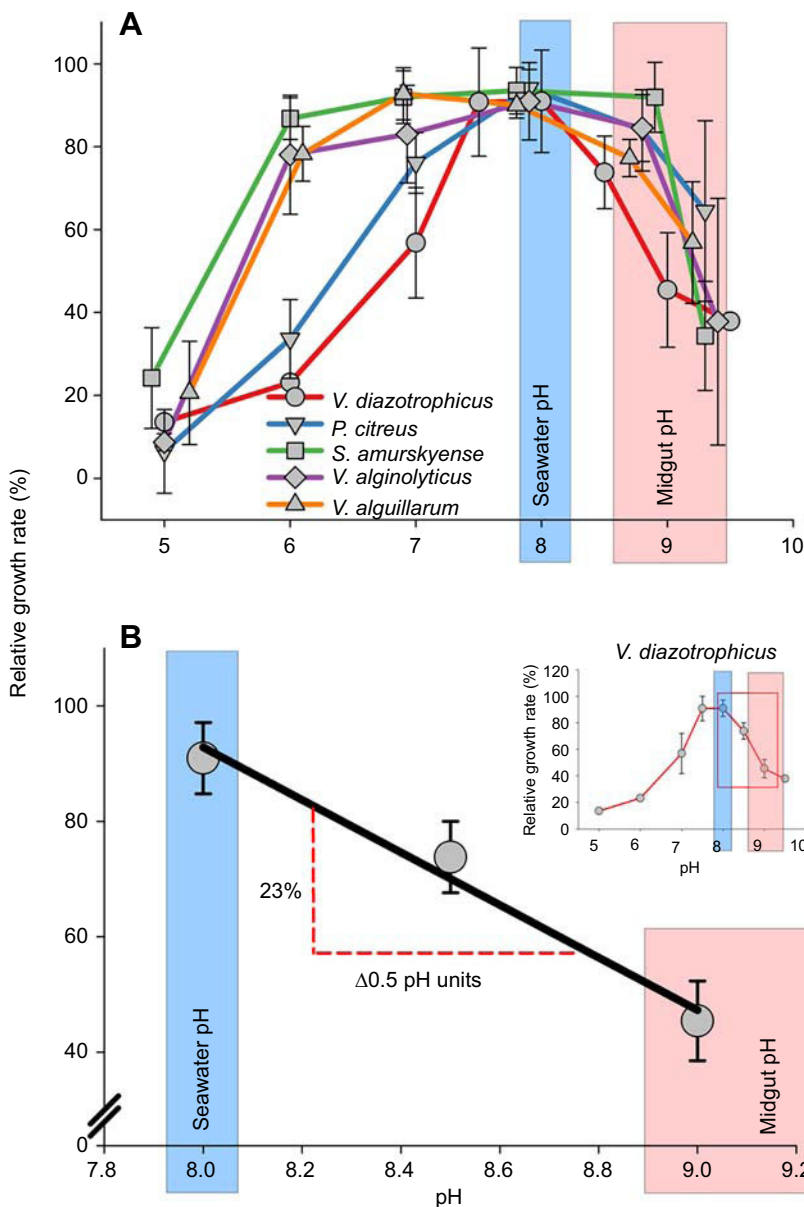 A
100
80
60
40
20
0
V. diazotrophicus
P. citreus
S. amurskyense
V. alginolyticus
V. alguillarum
Seawater pH
Midgut pH
5 6 7 8 9 10
Relative growth rate (%)
B
100
80
60
40
0
23%
Δ0.5 pH units
Seawater pH
Midgut pH
7.8 8.0 8.2 8.4 8.6 8.8 9.0 9.2
pH
V. diazotrophicus
Relative growth rate (%)
120
100
80
60
40
20
0
5 6 7 8 9 10
pH